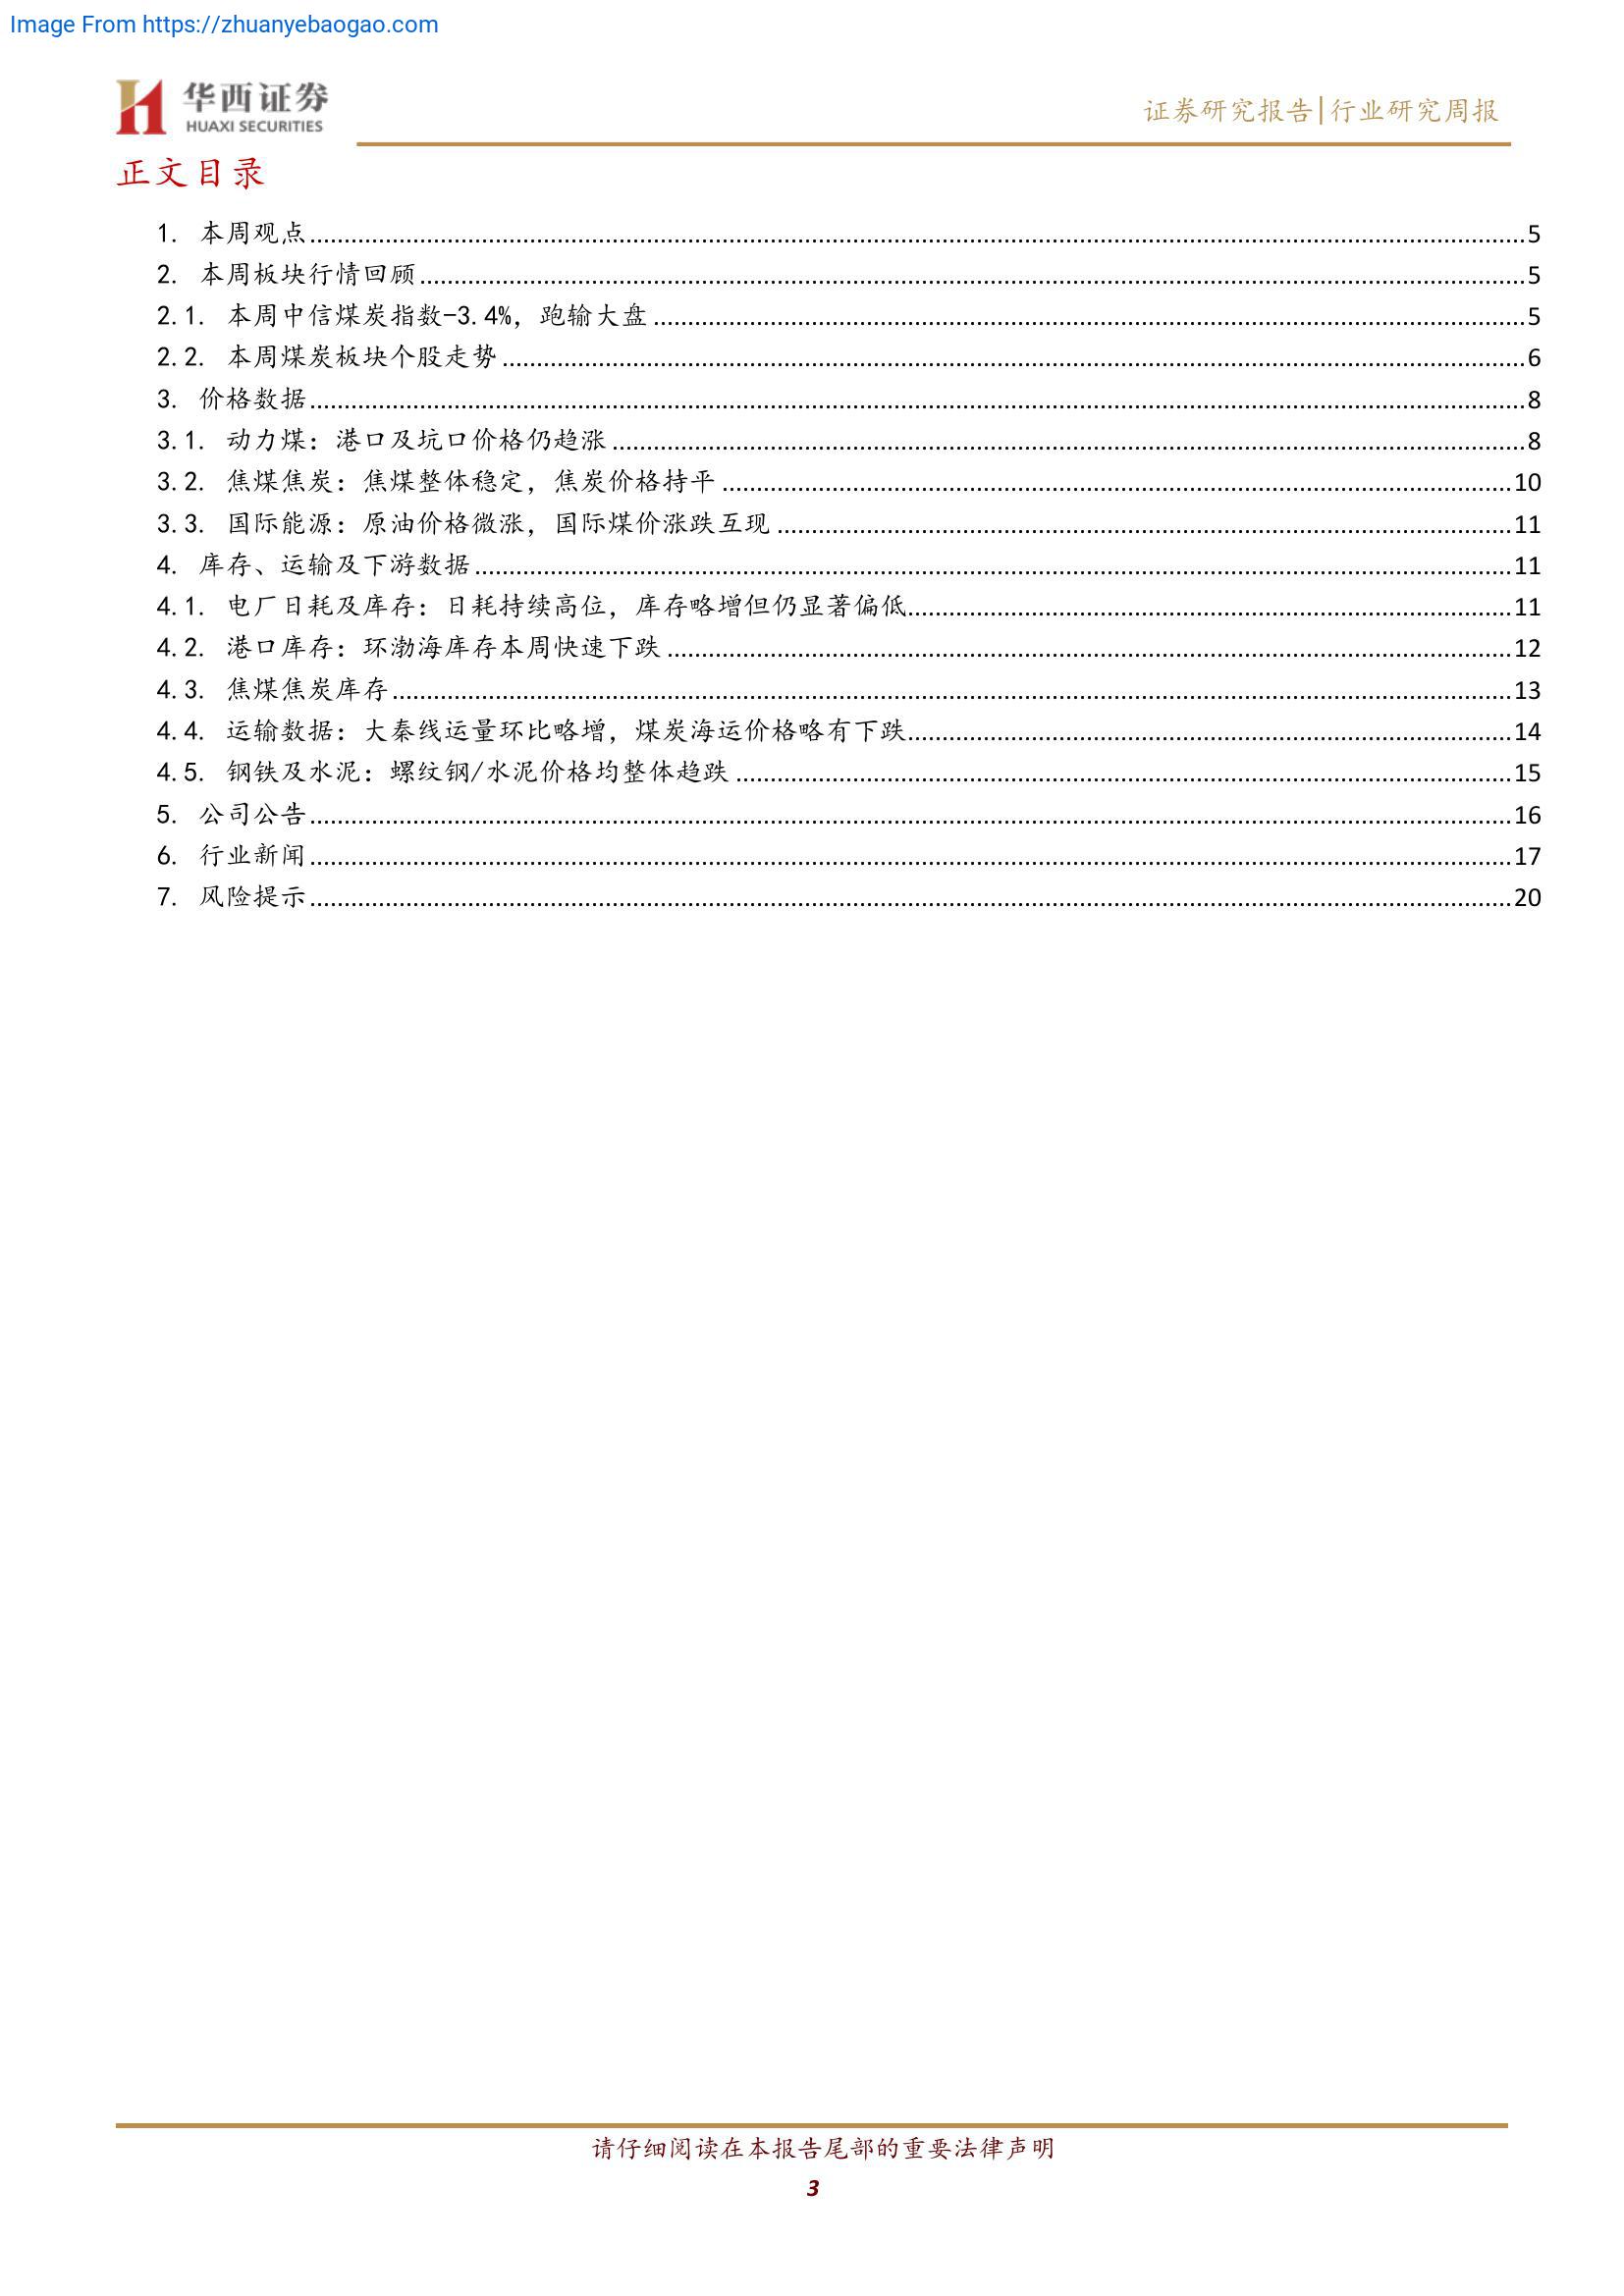 Image From https://zhuanyebaogao.com
华西证券
HUAXI SECURITIES
证券研究报告|行业研究周报
正文目录
1. 本周观点........................................5
2. 本周板块行情回顾........................................5
2.1. 本周中信煤炭指数-3.4%，跑输大盘........................................5
2.2. 本周煤炭板块个股走势........................................6
3. 价格数据........................................8
3.1. 动力煤：港口及坑口价格仍趋涨........................................8
3.2. 焦煤焦炭：焦煤整体稳定，焦炭价格持平........................................10
3.3. 国际能源：原油价格微涨，国际煤价涨跌互现........................................11
4. 库存、运输及下游数据........................................11
4.1. 电厂日耗及库存：日耗持续高位，库存略增但仍显著偏低........................................11
4.2. 港口库存：环渤海库存本周快速下跌........................................12
4.3. 焦煤焦炭库存........................................13
4.4. 运输数据：大秦线运量环比略增，煤炭海运价格略有下跌........................................14
4.5. 钢铁及水泥：螺纹钢/水泥价格均整体趋跌........................................15
5. 公司公告........................................16
6. 行业新闻........................................17
7. 风险提示........................................20
请仔细阅读在本报告尾部的重要法律声明
3